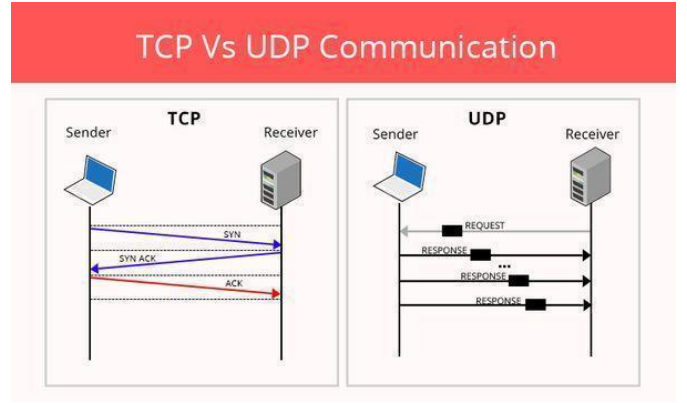 TCP Vs UDP Communication
TCP
Sender
Receiver
SYN
SYN ACK
ACK
UDP
Sender
Receiver
REQUEST
RESPONSE
...
RESPONSE
RESPONSE